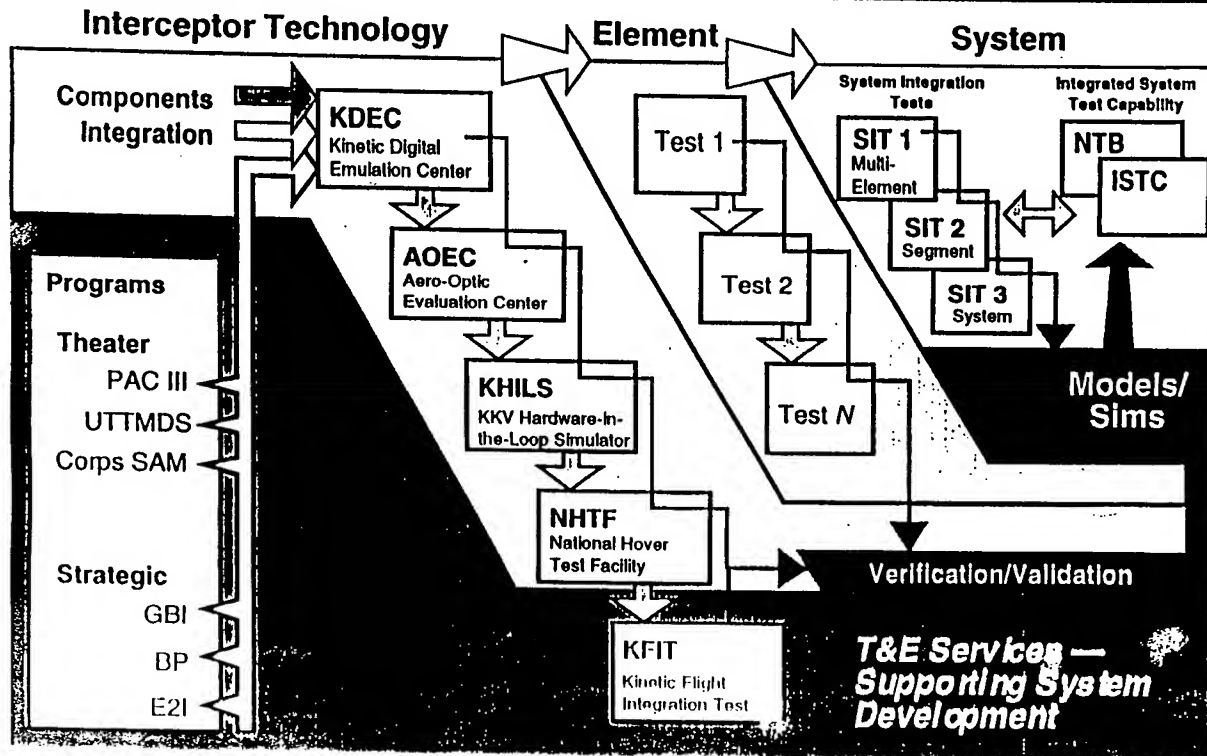 Interceptor Technology
Element
System
Components
Integration
KDEC
Kinetic Digital
Emulation Center
AOEC
Aero-Optic
Evaluation Center
KHILS
KKV Hardware-In-
the-Loop Simulator
NHTF
National Hover
Test Facility
KFIT
Kinetic Flight
Integration Test
Test 1
Test 2
Test N
System Integration
Tests
SIT 1
Multi-
Element
SIT 2
Segment
SIT 3
System
Integrated System
Test Capability
NTB
ISTC
Models/
Sims
Verification/Validation
Programs
Theater
PAC III
UTTMDS
Corps SAM
Strategic
GBI
BP
E2I
T&E Services —
Supporting System
Development